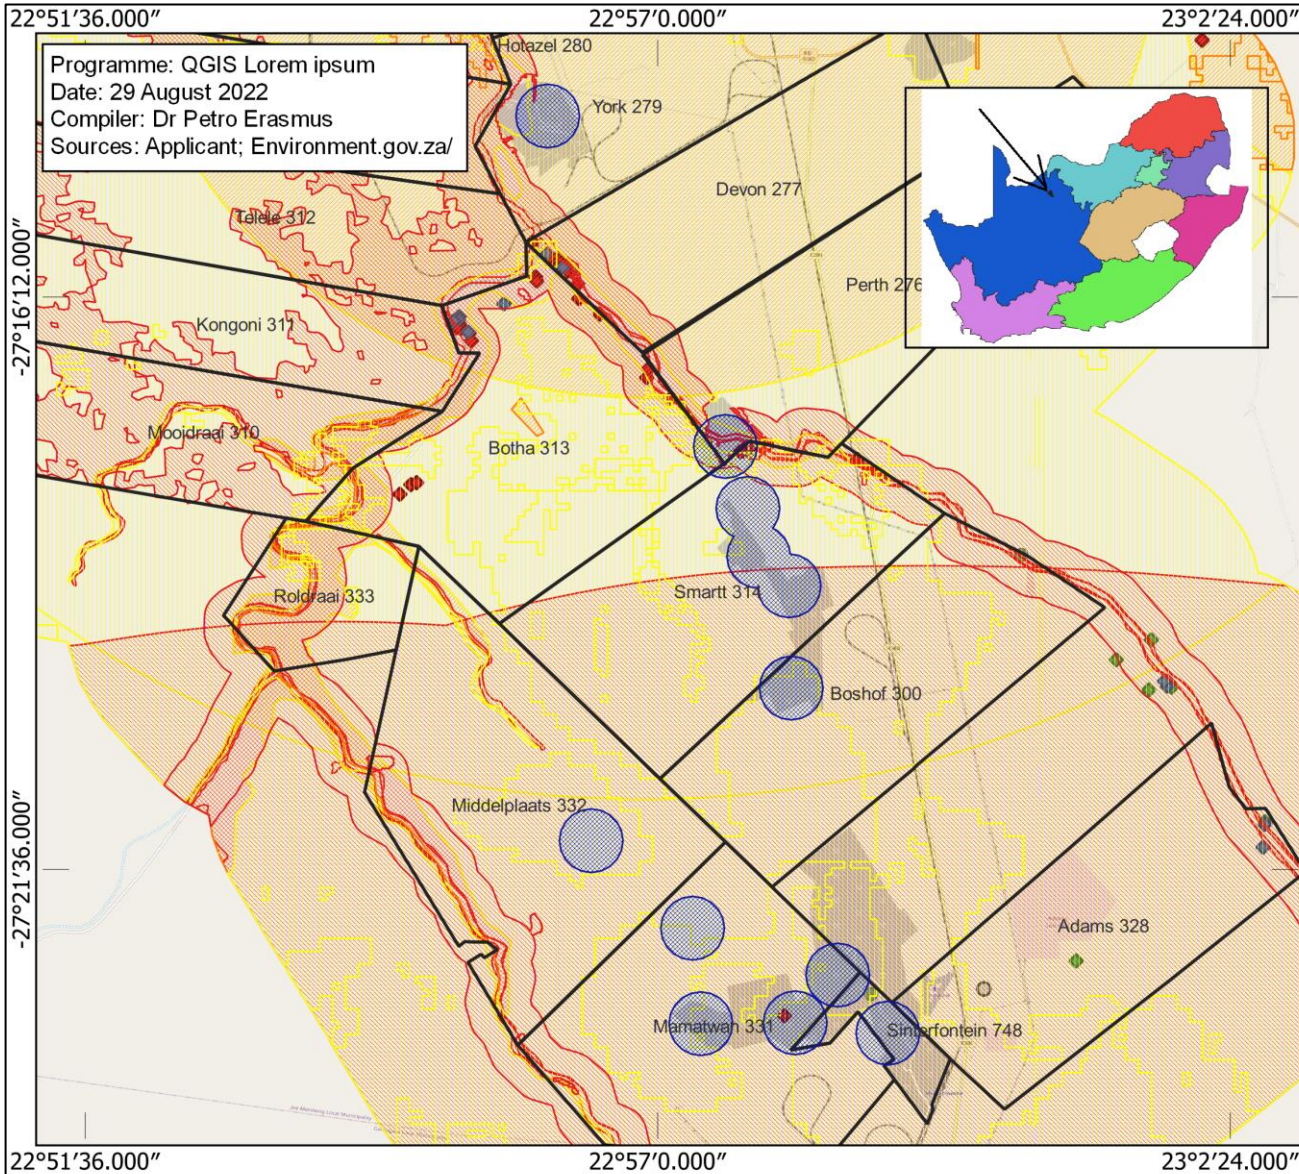 22°51′36.000″ 22°57′0.000″ 23°2′24.000″
Programme: QGIS Lorem ipsum
Date: 29 August 2022
Compiler: Dr Petro Erasmus
Sources: Applicant; Environment.gov.za/
Hotazel 280
York 279
Devon 277
Telele 312
Perth 276
-27°16′12.000″
Kongoni 311
Mooidraai 310
Botha 313
Roldraai 333
Smartt 314
Boshof 300
Middelplaats 332
-27°21′36.000″
Adams 328
Mamatwan 331
Sinterfontein 748
22°51′36.000″ 22°57′0.000″ 23°2′24.000″